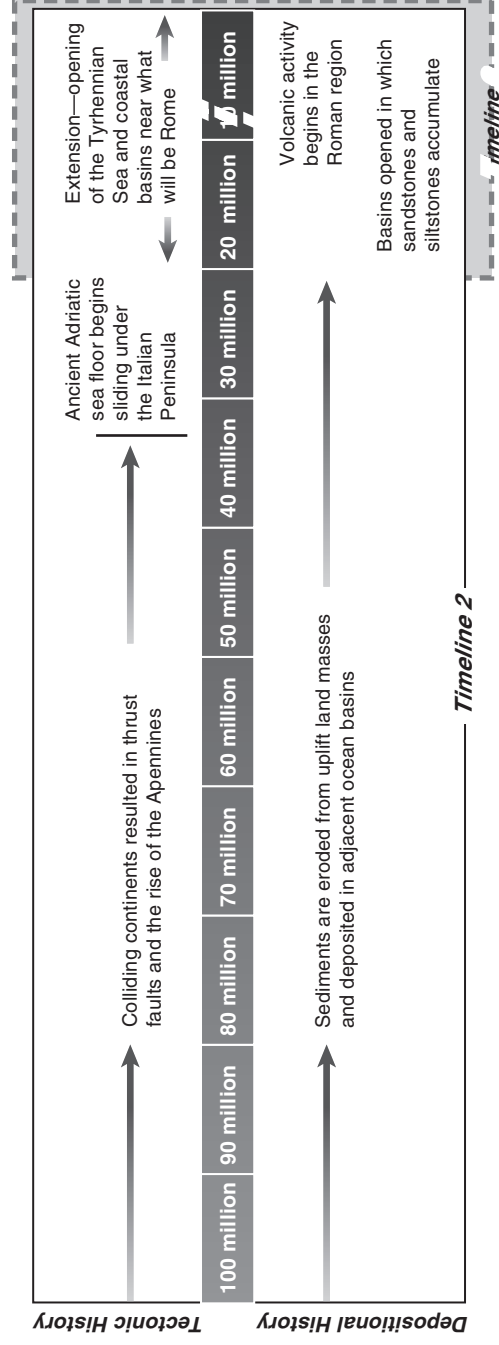 Tectonic History
Colliding continents resulted in thrust
faults and the rise of the Apennines
Ancient Adriatic
sea floor begins
sliding under
the Italian
Peninsula
Extension—opening
of the Tyrrhennian
Sea and coastal
basins near what
will be Rome
100 million
90 million
80 million
70 million
60 million
50 million
40 million
30 million
20 million
million
Depositional History
Sediments are eroded from uplift land masses
and deposited in adjacent ocean basins
Volcanic activity
begins in the
Roman region
Basins opened in which
sandstones and
siltstones accumulate
Timeline 2